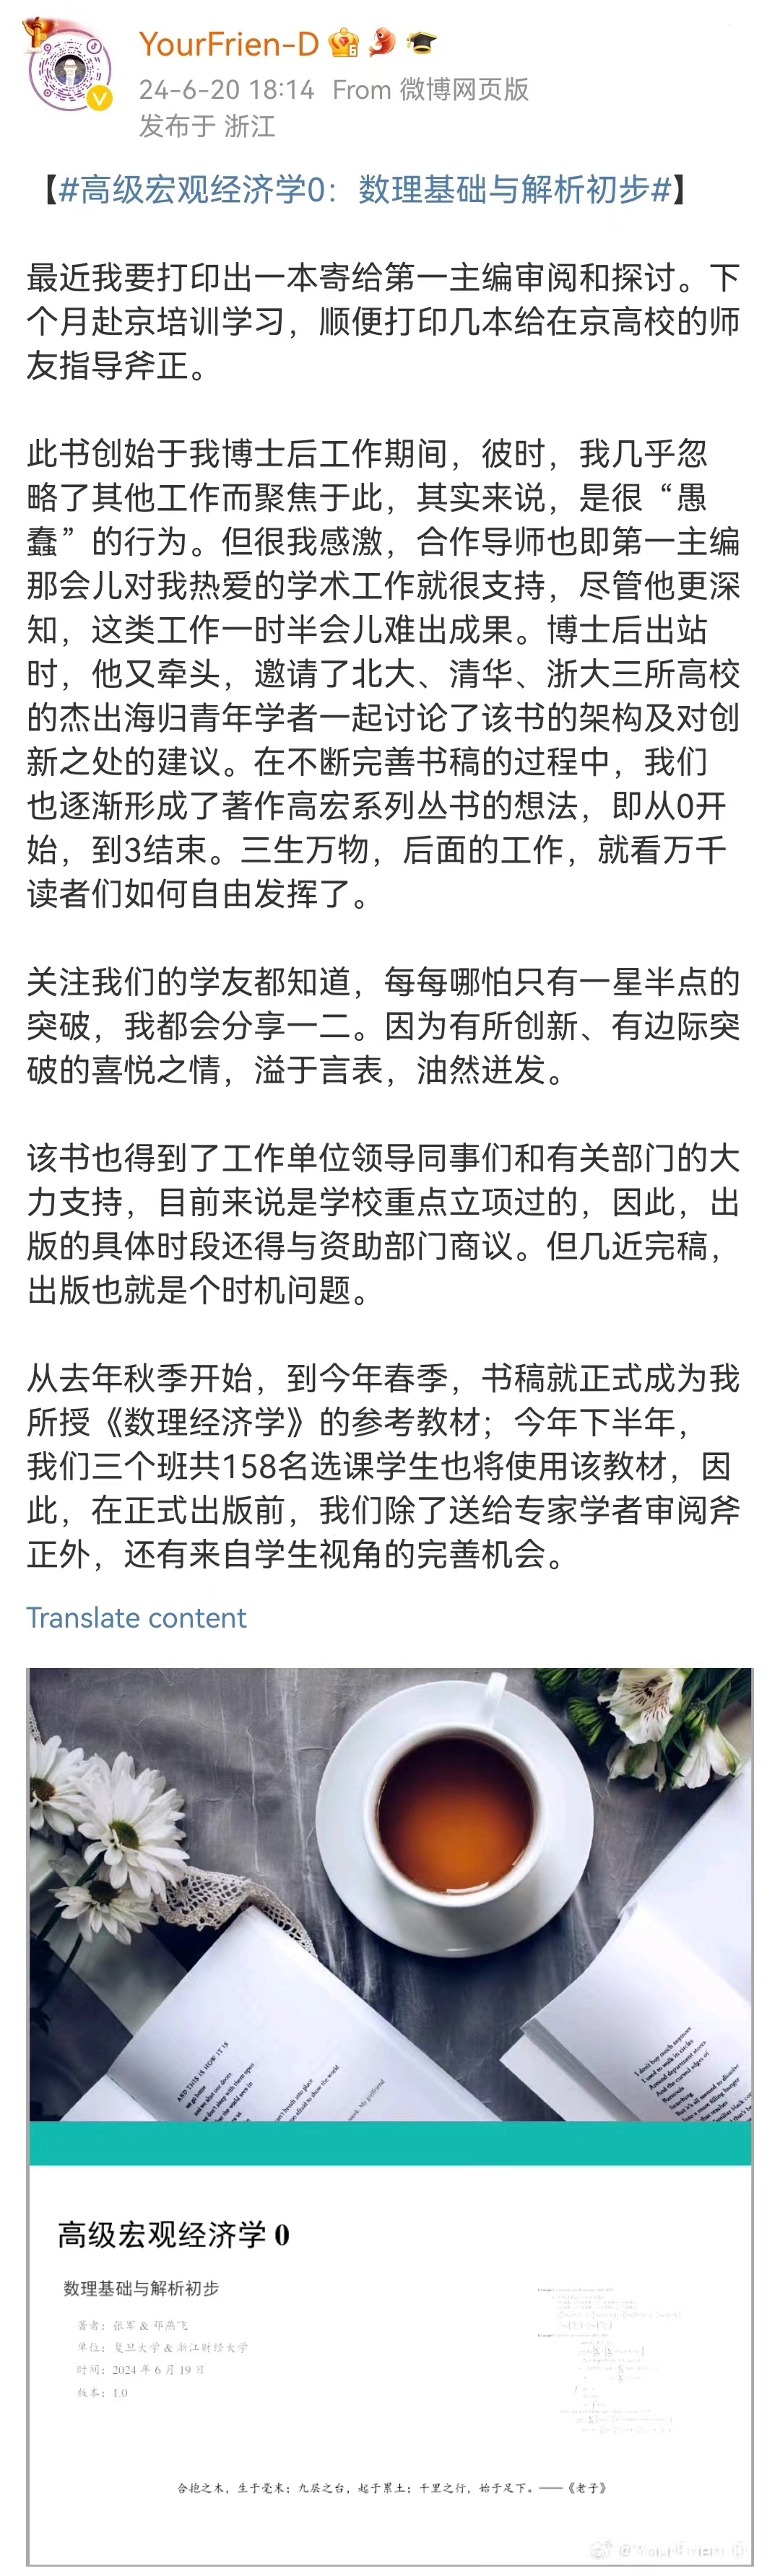 YourFrien-D
24-6-20 18:14 From 微博网页版
发布于 浙江
【#高级宏观经济学0：数理基础与解析初步#】
最近我要打印出一本寄给第一主编审阅和探讨。下
个月赴京培训学习，顺便打印几本给在京高校的师
友指导斧正。
此书创始于我博士后工作期间，彼时，我几乎忽
略了其他工作而聚焦于此，其实来说，是很“愚
蠢”的行为。但很我感激，合作导师也即第一主编
那会儿对我热爱的学术工作就很支持，尽管他更深
知，这类工作一时半会儿难出成果。博士后出站
时，他又牵头，邀请了北大、清华、浙大三所高校
的杰出海归青年学者一起讨论了该书的架构及对创
新之处的建议。在不断完善书稿的过程中，我们
也逐渐形成了著作高宏系列丛书的想法，即从0开
始，到3结束。三生万物，后面的工作，就看万千
读者们如何自由发挥了。
关注我们的学友都知道，每每哪怕只有一星半点的
突破，我都会分享一二。因为有所创新、有边际突
破的喜悦之情，溢于言表，油然迸发。
该书也得到了工作单位领导同事们和有关部门的大
力支持，目前来说是学校重点立项过的，因此，出
版的具体时段还得与资助部门商议。但几近完稿，
出版也就是个时机问题。
从去年秋季开始，到今年春季，书稿就正式成为我
所授《数理经济学》的参考教材；今年下半年，
我们三个班共158名选课学生也将使用该教材，因
此，在正式出版前，我们除了送给专家学者审阅斧
正外，还有来自学生视角的完善机会。
Translate content
AND THIS IS HOW IT IS
we go home
I don't buy much anymore
I used to walk in circles
Around department stores
And the curved edges of
高级宏观经济学 0
数理基础与解析初步
著者：张军 & 邓燕飞
单位：复旦大学 & 浙江财经大学
时间：2024 年 6 月 19 日
版本：1.0
合抱之木，生于毫末；九层之台，起于累土；千里之行，始于足下。——《老子》
@YourFrien-D